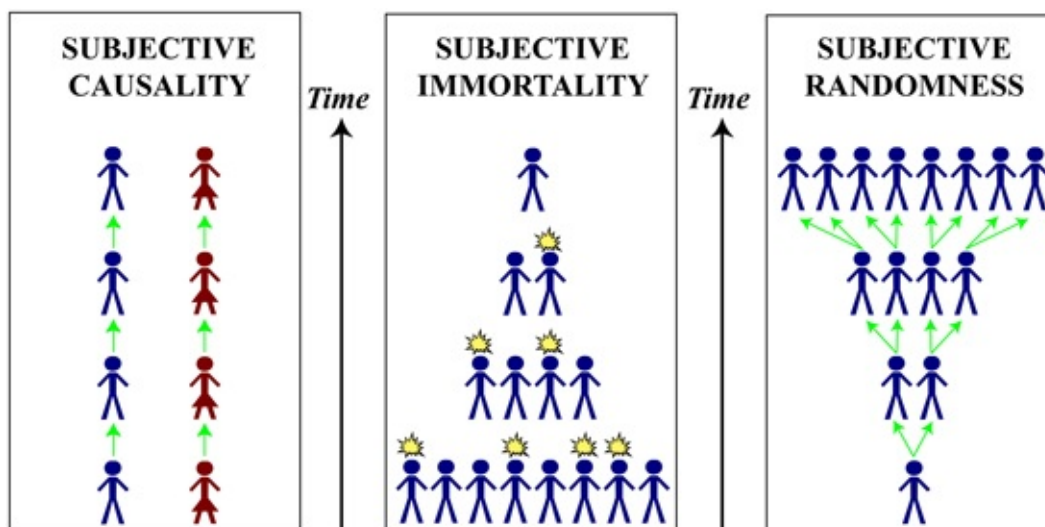 SUBJECTIVE
CAUSALITY
Time
SUBJECTIVE
IMMORTALITY
Time
SUBJECTIVE
RANDOMNESS